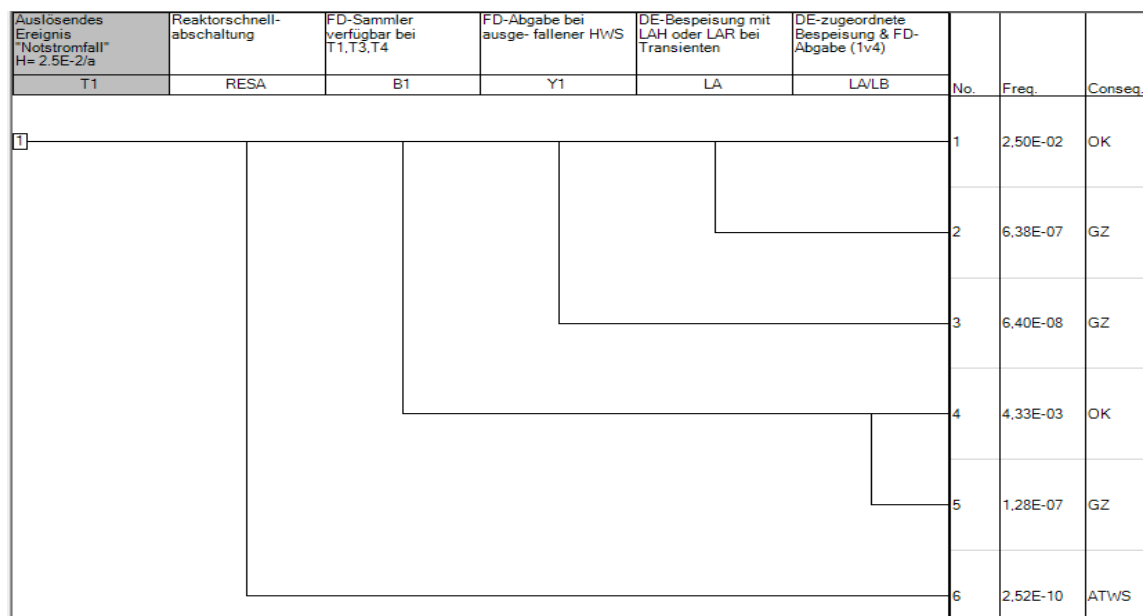 Auslösendes
Ereignis
"Notstromfall"
H= 2.5E-2/a
Reaktorschnell-
abschaltung
FD-Sammler
verfügbar bei
T1,T3,T4
FD-Abgabe bei
ausge- fallener HWS
DE-Bespeisung mit
LAH oder LAR bei
Transienten
DE-zugeordnete
Bespeisung & FD-
Abgabe (1v4)
T1 RESA B1 Y1 LA LA/LB No. Freq. Conseq.
1 1 2,50E-02 OK
2 6,38E-07 GZ
3 6,40E-08 GZ
4 4,33E-03 OK
5 1,28E-07 GZ
6 2,52E-10 ATWS